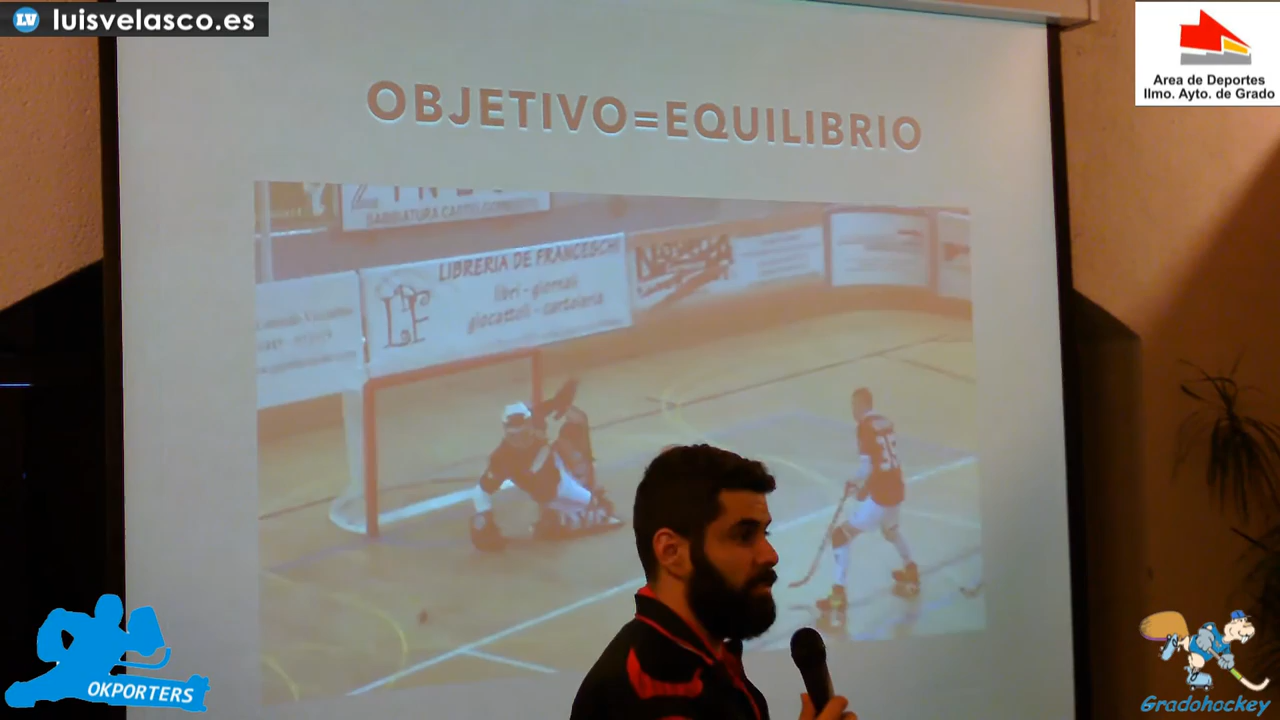 LV luisvelasco.es
Area de Deportes
Ilmo. Ayto. de Grado
OBJETIVO=EQUILIBRIO
LIBRERIA DE FRANCESCHI
libri - giornali
giocattoli - cartoleria
LF
OKPORTERS
Gradohockey